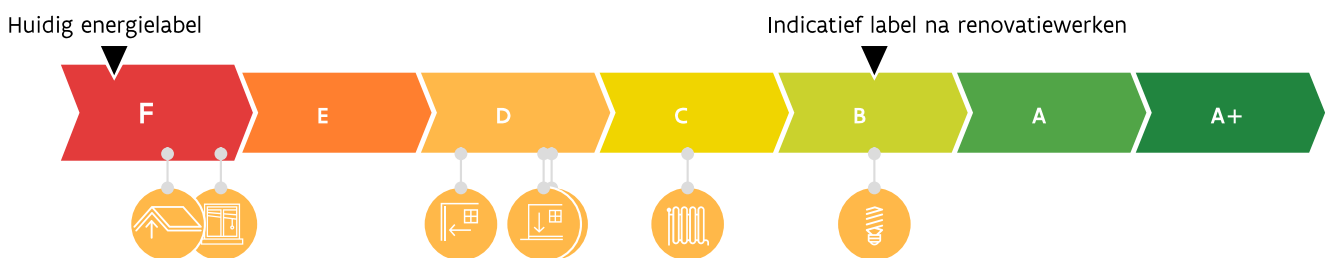 Huidig energielabel
Indicatief label na renovatiewerken
F
E
D
C
B
A
A+